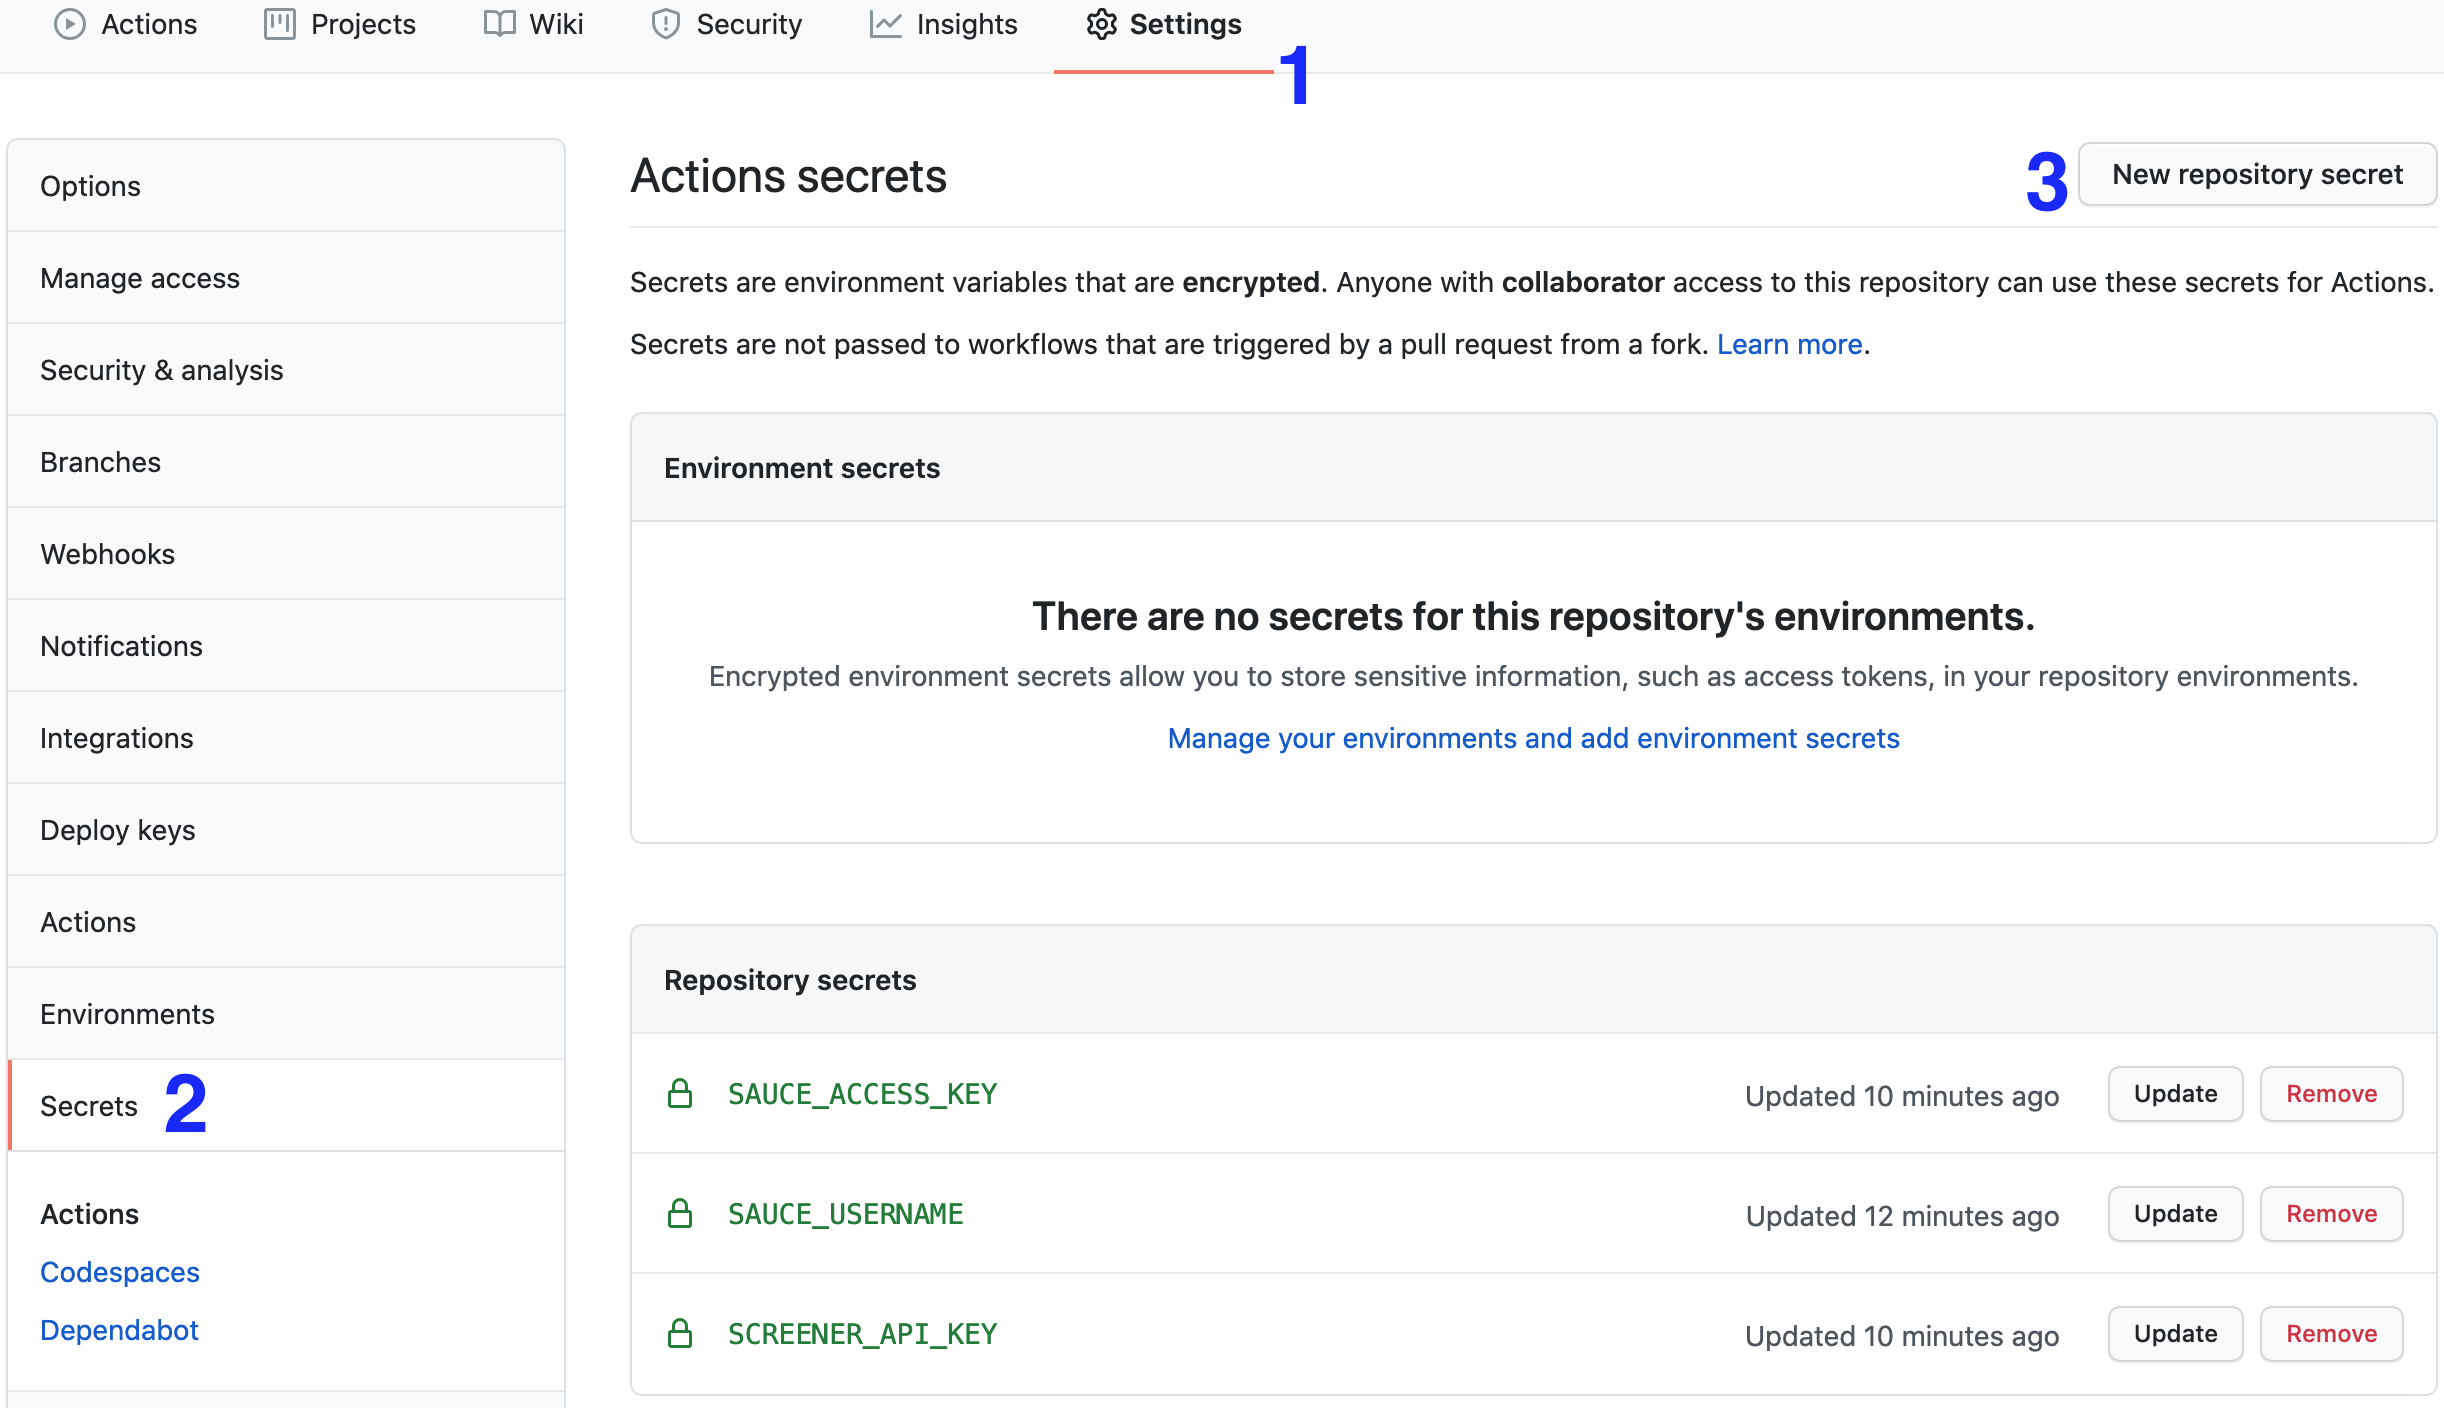 Actions Projects Wiki Security Insights Settings
1
Options
Manage access
Security & analysis
Branches
Webhooks
Notifications
Integrations
Deploy keys
Actions
Environments
Secrets 2
Actions
Codespaces
Dependabot
Actions secrets
3 New repository secret
Secrets are environment variables that are encrypted. Anyone with collaborator access to this repository can use these secrets for Actions.
Secrets are not passed to workflows that are triggered by a pull request from a fork. Learn more.
Environment secrets
There are no secrets for this repository's environments.
Encrypted environment secrets allow you to store sensitive information, such as access tokens, in your repository environments.
Manage your environments and add environment secrets
Repository secrets
SAUCE_ACCESS_KEY Updated 10 minutes ago Update Remove
SAUCE_USERNAME Updated 12 minutes ago Update Remove
SCREENER_API_KEY Updated 10 minutes ago Update Remove